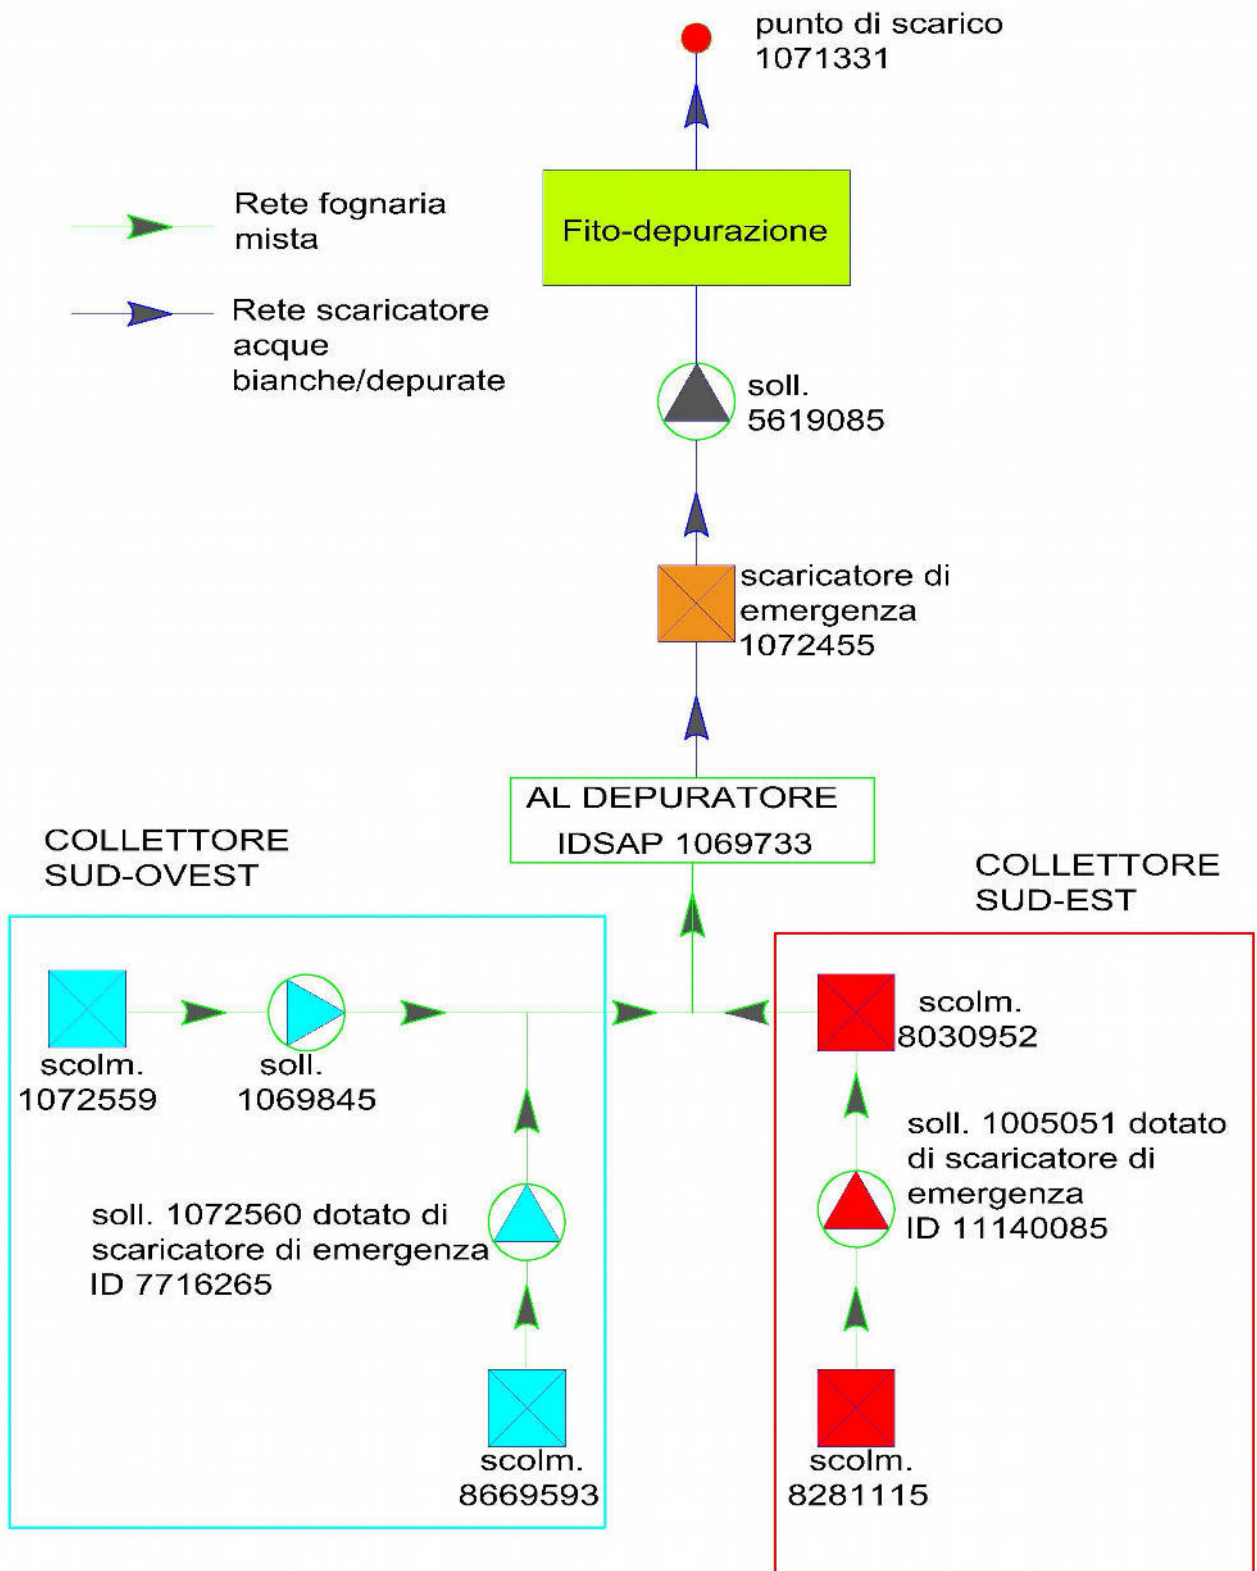 punto di scarico
1071331
Rete fognaria
mista
Fito-depurazione
Rete scaricatore
acque
bianche/depurate
soll.
5619085
scaricatore di
emergenza
1072455
AL DEPURATORE
IDSAP 1069733
COLLETTORE
SUD-OVEST
COLLETTORE
SUD-EST
scolm.
1072559
soll.
1069845
scolm.
8030952
soll. 1072560 dotato di
scaricatore di emergenza
ID 7716265
soll. 1005051 dotato
di scaricatore di
emergenza
ID 11140085
scolm.
8669593
scolm.
8281115